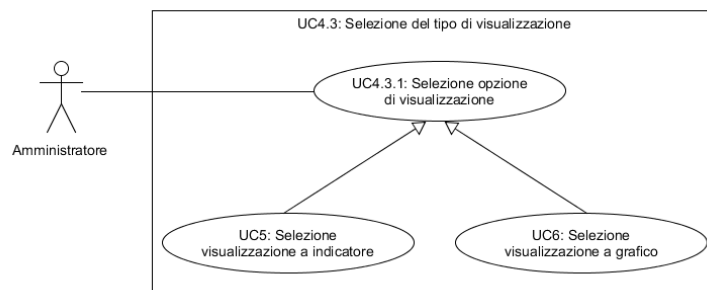 UC4.3: Selezione del tipo di visualizzazione
UC4.3.1: Selezione opzione
di visualizzazione
Amministratore
UC5: Selezione
visualizzazione a indicatore
UC6: Selezione
visualizzazione a grafico